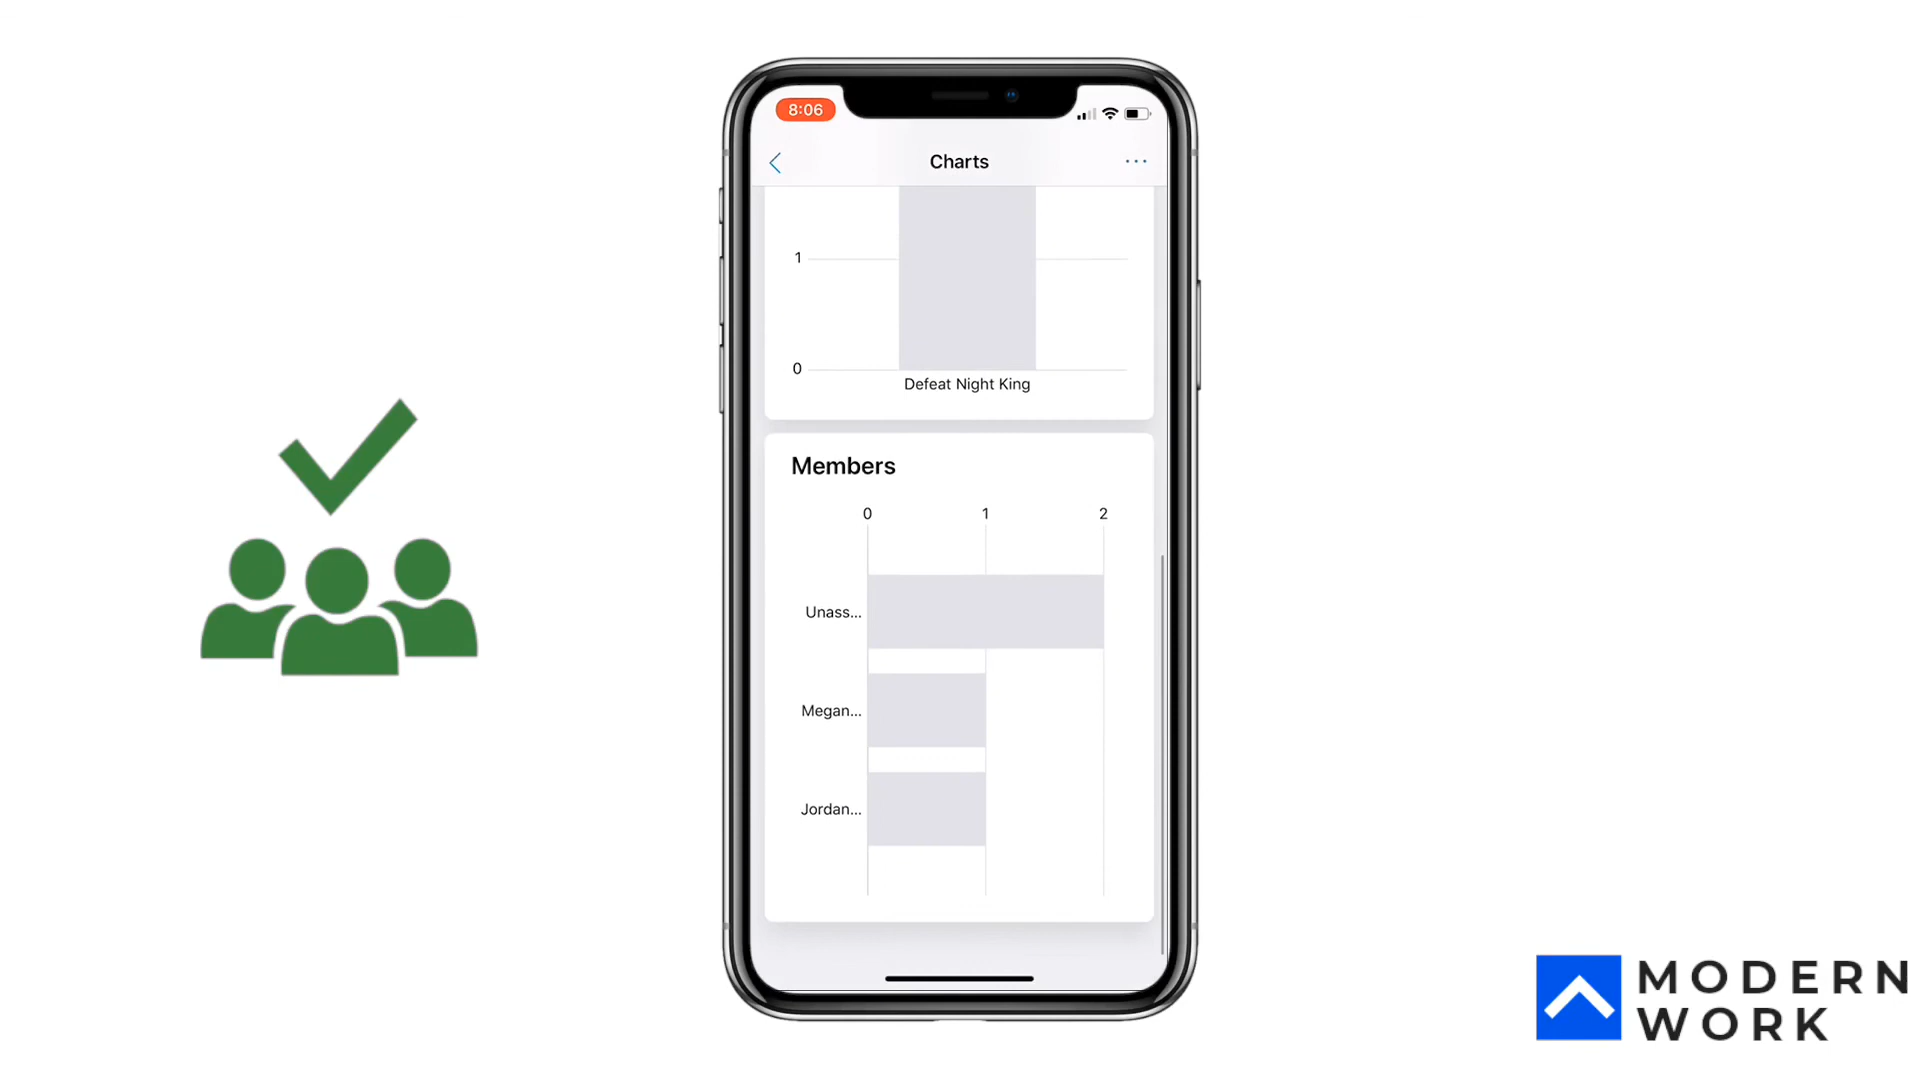 8:06
Charts
1
0
Defeat Night King
Members
0 1 2
Unass...
Megan...
Jordan...
MODERN
WORK